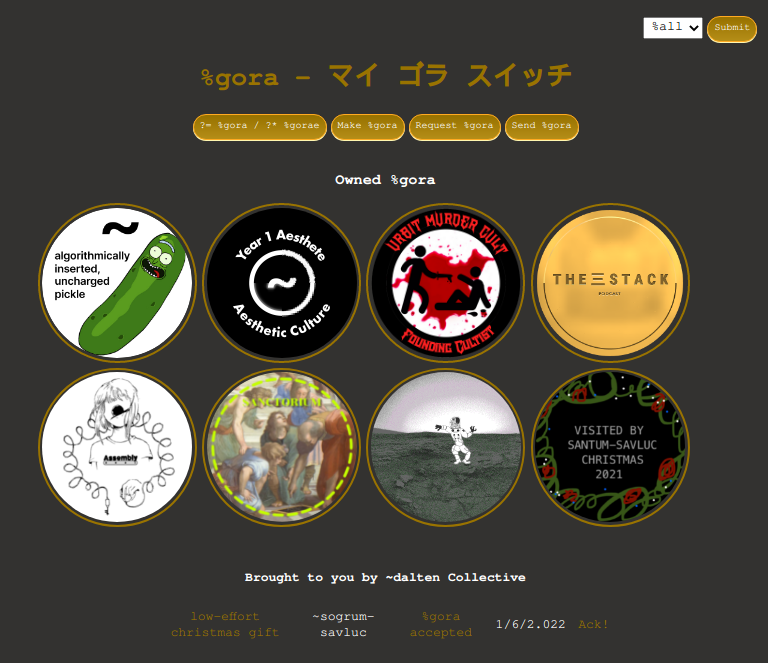 %all
Submit
%gora - マイ ゴラ スイッチ
?= %gora / ?* %gorae
Make %gora
Request %gora
Send %gora
Owned %gora
~
algorithmically
inserted,
uncharged
pickle
Year 1 Aesthete
~
Aesthetic Culture
URBIT MURDER CULT
FOUNDING CULTIST
THE STACK
PODCAST
Assembly
SANCTORIUM
VISITED BY
SANTUM-SAVLUC
CHRISTMAS
2021
Brought to you by ~dalten Collective
low-effort
christmas gift
~sogrum-
savluc
%gora
accepted
1/6/2.022
Ack!